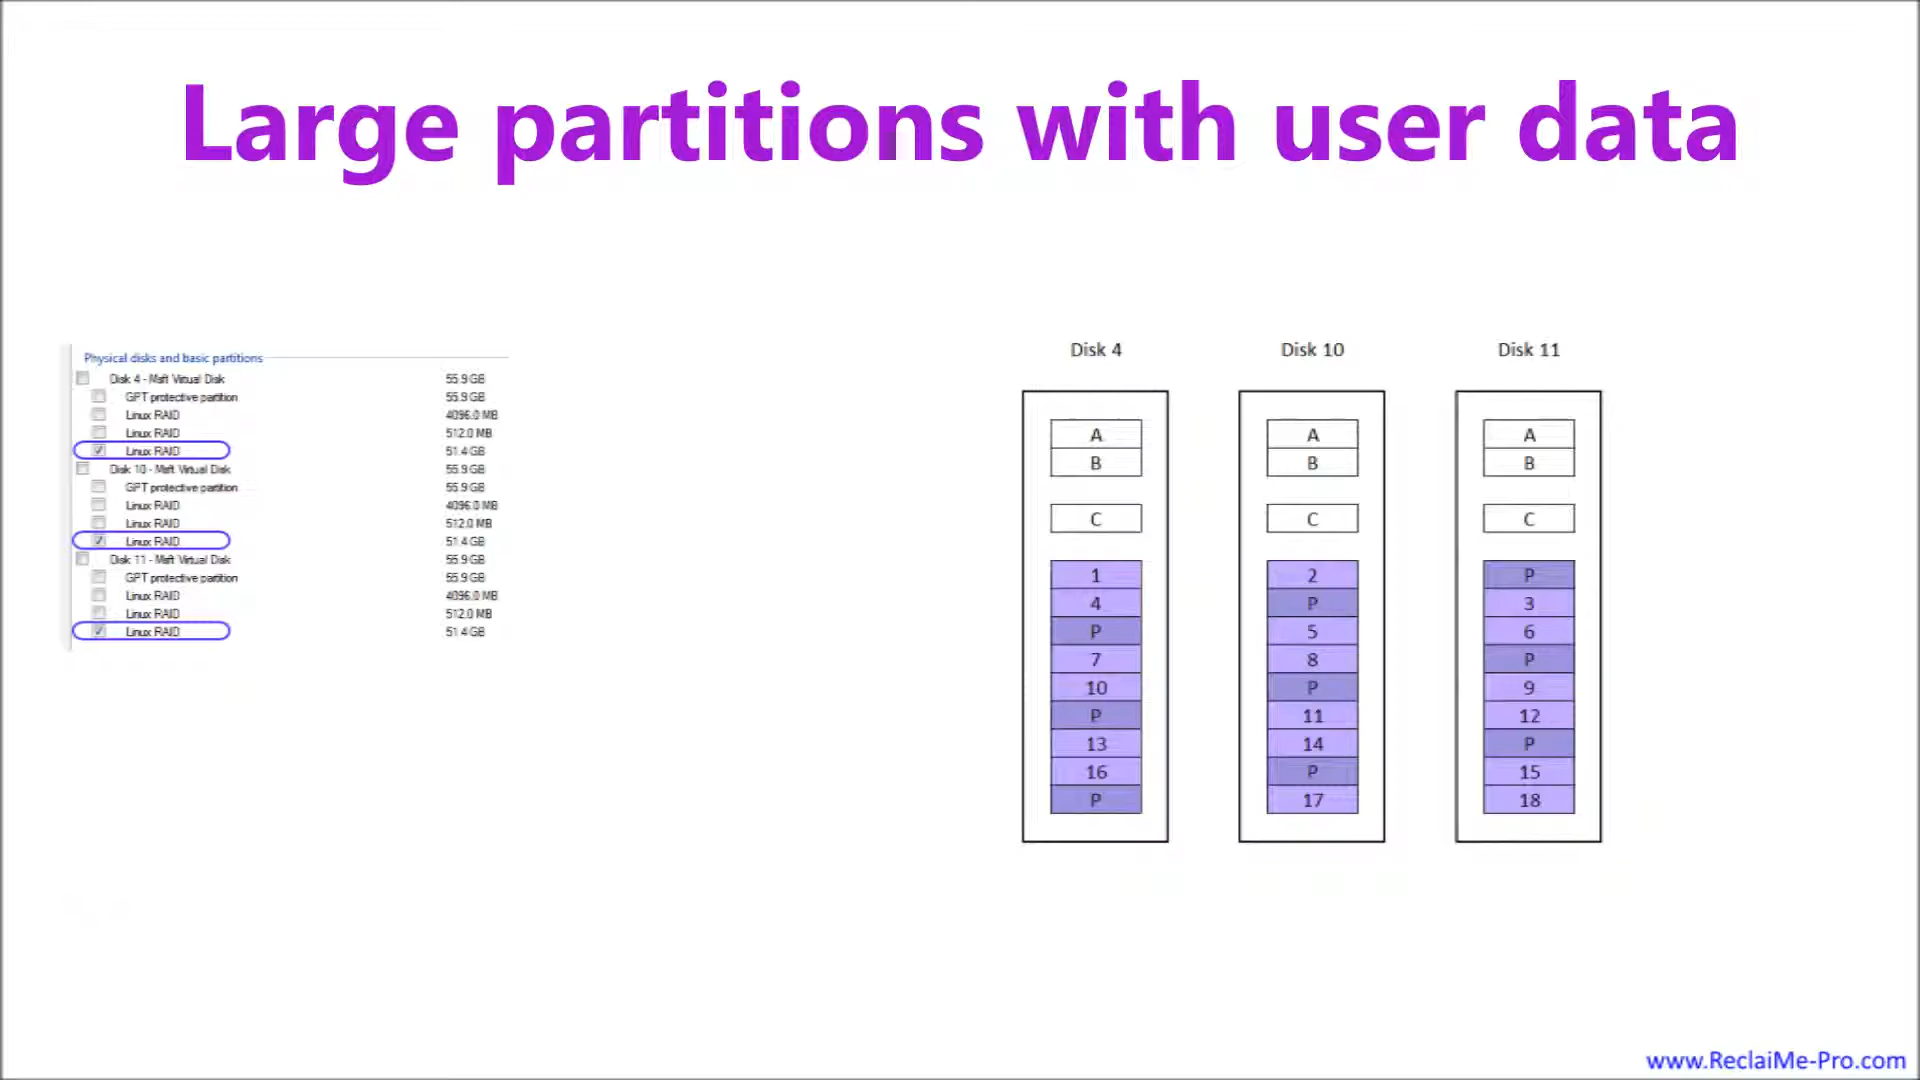 Large partitions with user data
Physical disks and basic partitions
Disk 4 - Msft Virtual Disk 55.9 GB
GPT protective partition 55.9 GB
Linux RAID 4096.0 MB
Linux RAID 512.0 MB
Linux RAID 51.4 GB
Disk 10 - Msft Virtual Disk 55.9 GB
GPT protective partition 55.9 GB
Linux RAID 4096.0 MB
Linux RAID 512.0 MB
Linux RAID 51.4 GB
Disk 11 - Msft Virtual Disk 55.9 GB
GPT protective partition 55.9 GB
Linux RAID 4096.0 MB
Linux RAID 512.0 MB
Linux RAID 51.4 GB
Disk 4 Disk 10 Disk 11
A A A
B B B
C C C
1 2 P
4 P 3
P 5 6
7 8 P
10 P 9
P 11 12
13 14 P
16 P 15
P 17 18
www.ReclaiMe-Pro.com